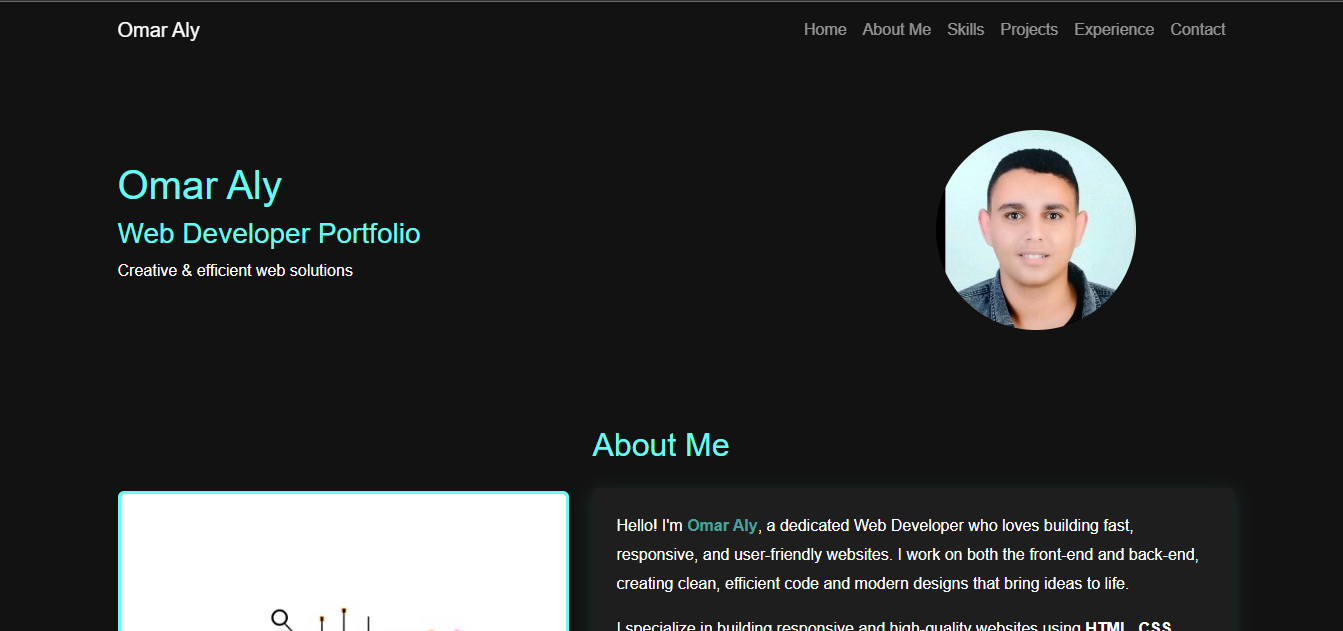 Omar Aly
Home About Me Skills Projects Experience Contact
Omar Aly
Web Developer Portfolio
Creative & efficient web solutions
About Me
Hello! I'm Omar Aly, a dedicated Web Developer who loves building fast,
responsive, and user-friendly websites. I work on both the front-end and back-end,
creating clean, efficient code and modern designs that bring ideas to life.
I specialize in building responsive and high-quality websites using HTML, CSS,